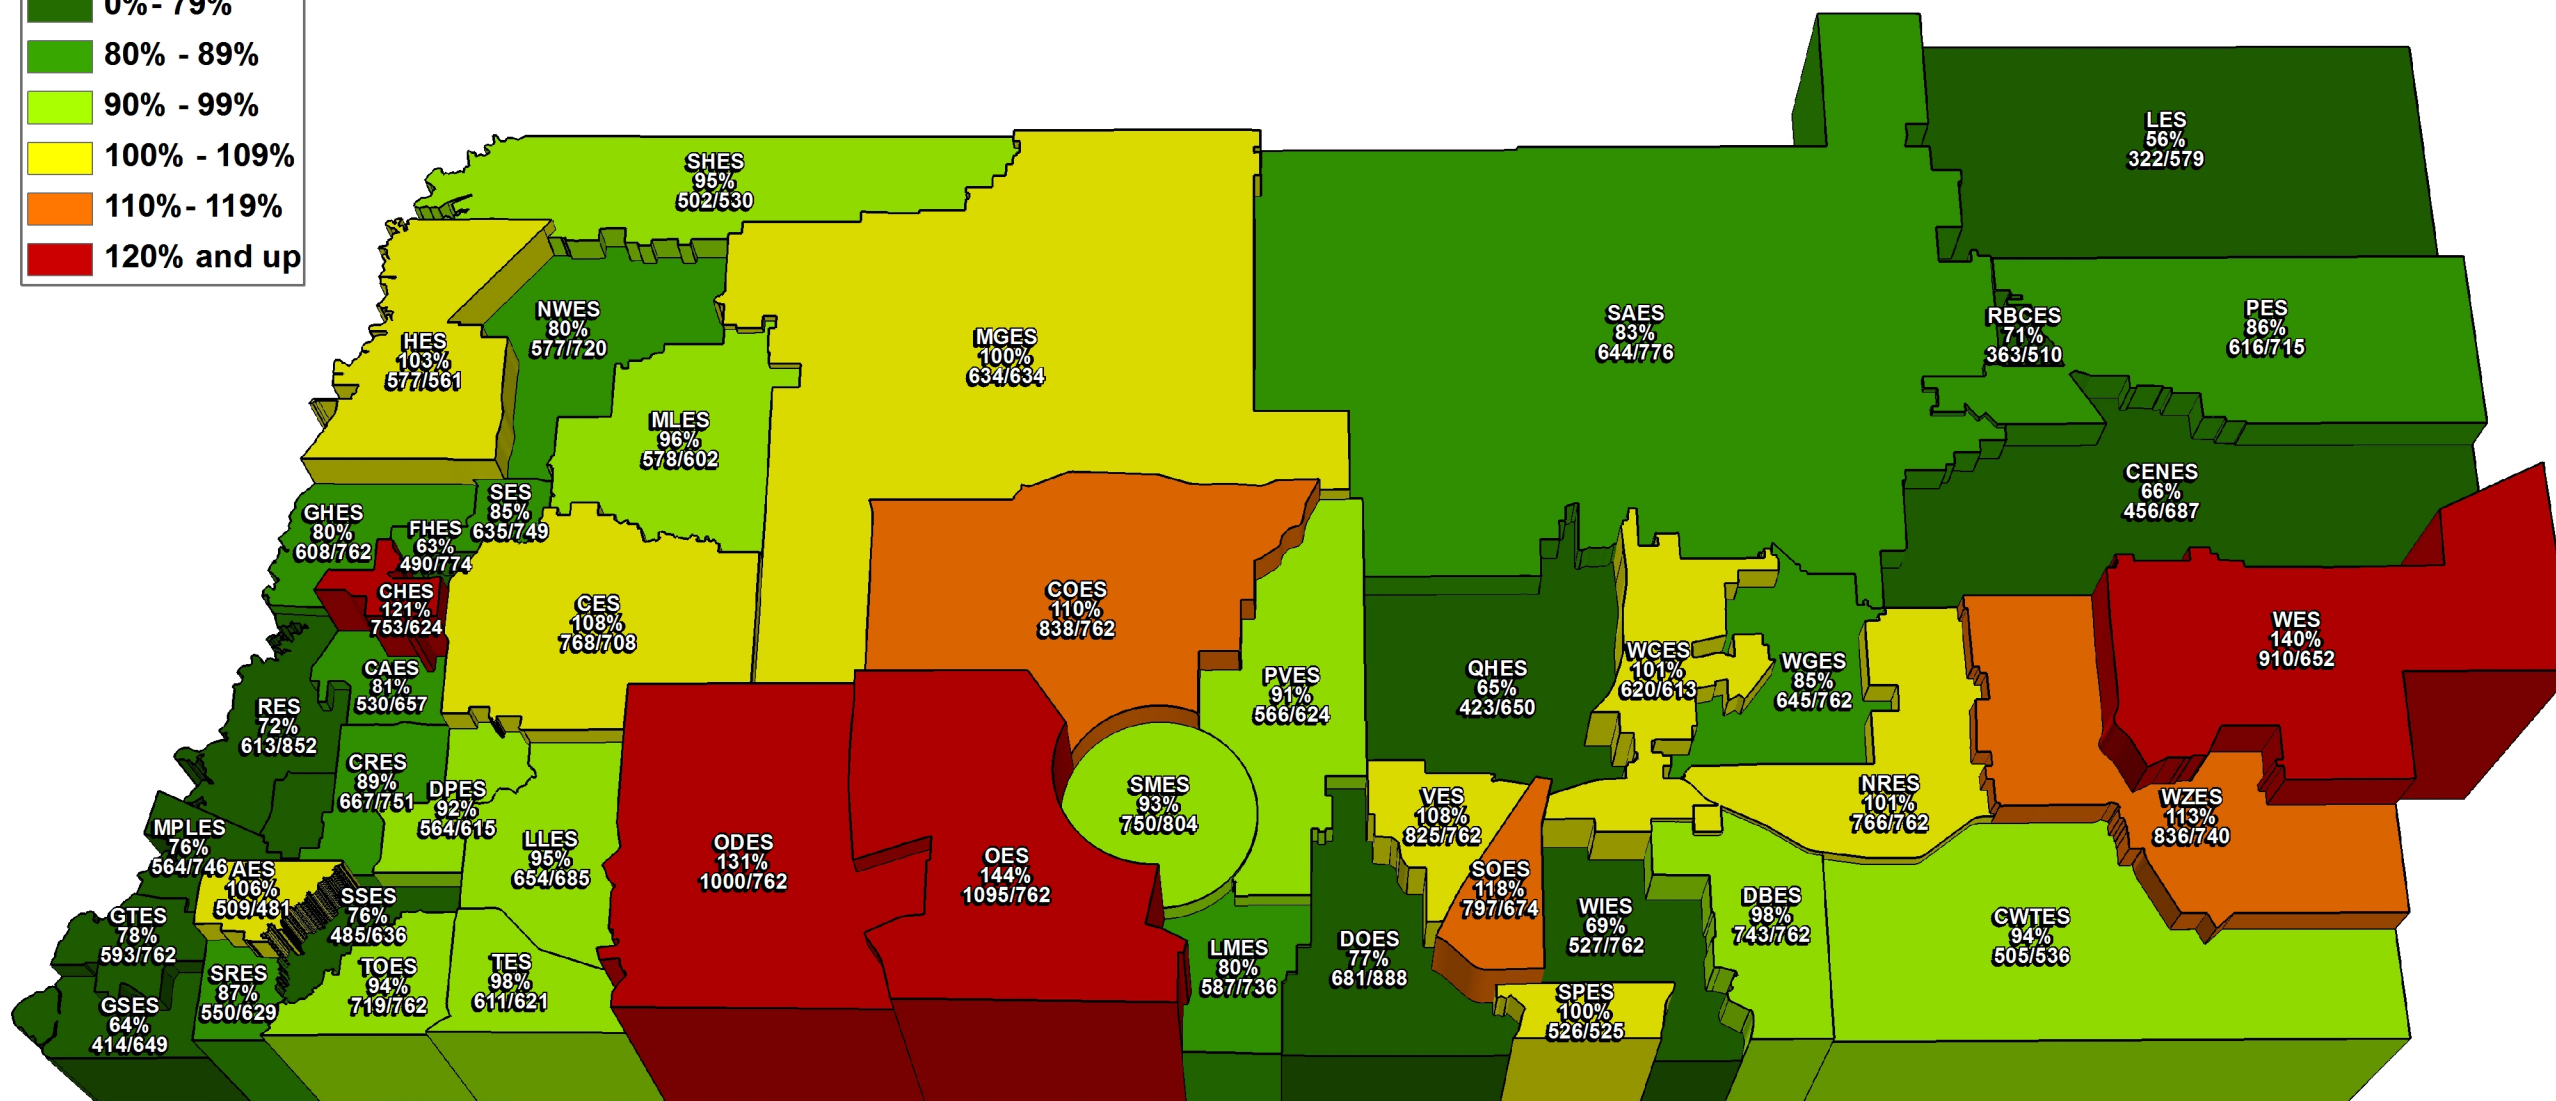 0%- 79%
80% - 89%
90% - 99%
100% - 109%
110%- 119%
120% and up
LES
56%
322/579
SHES
95%
502/530
NWES
80%
577/720
HES
103%
577/561
MGES
100%
634/634
SAES
83%
644/776
RBCES
71%
363/510
PES
86%
616/715
MLES
96%
578/602
CENES
66%
456/687
SES
85%
635/749
GHES
80%
608/762
FHES
63%
490/774
CHES
121%
753/624
CES
108%
768/708
COES
110%
838/762
WES
140%
910/652
CAES
81%
530/657
PVES
91%
566/624
QHES
65%
423/650
WCES
101%
620/613
WGES
85%
645/762
RES
72%
613/852
CRES
89%
667/751
DPES
92%
564/615
SMES
93%
750/804
VES
108%
825/762
NRES
101%
766/762
WZES
113%
836/740
MPLES
76%
564/746
LLES
95%
654/685
ODES
131%
1000/762
OES
144%
1095/762
AES
106%
509/481
SSES
76%
485/636
SOES
118%
797/674
WIES
69%
527/762
DBES
98%
743/762
CWTES
94%
505/536
GTES
78%
593/762
SRES
87%
550/629
TOES
94%
719/762
TES
98%
611/621
LMES
80%
587/736
DOES
77%
681/888
GSES
64%
414/649
SPES
100%
526/525